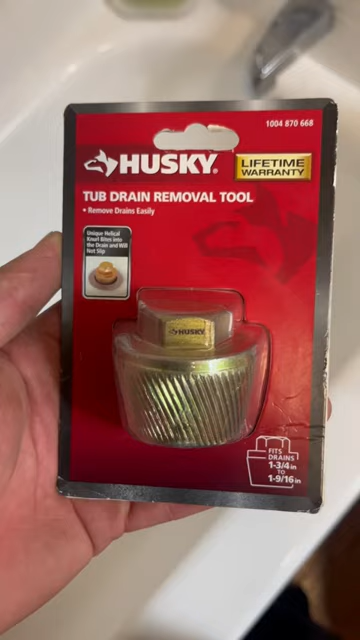 1004 870 668
HUSKY
LIFETIME
WARRANTY
TUB DRAIN REMOVAL TOOL
• Remove Drains Easily
Unique Helical
Knurl Bites into
the Drain and Will
Not Slip
HUSKY
FITS
DRAINS
1-3/4 in
TO
1-9/16 in